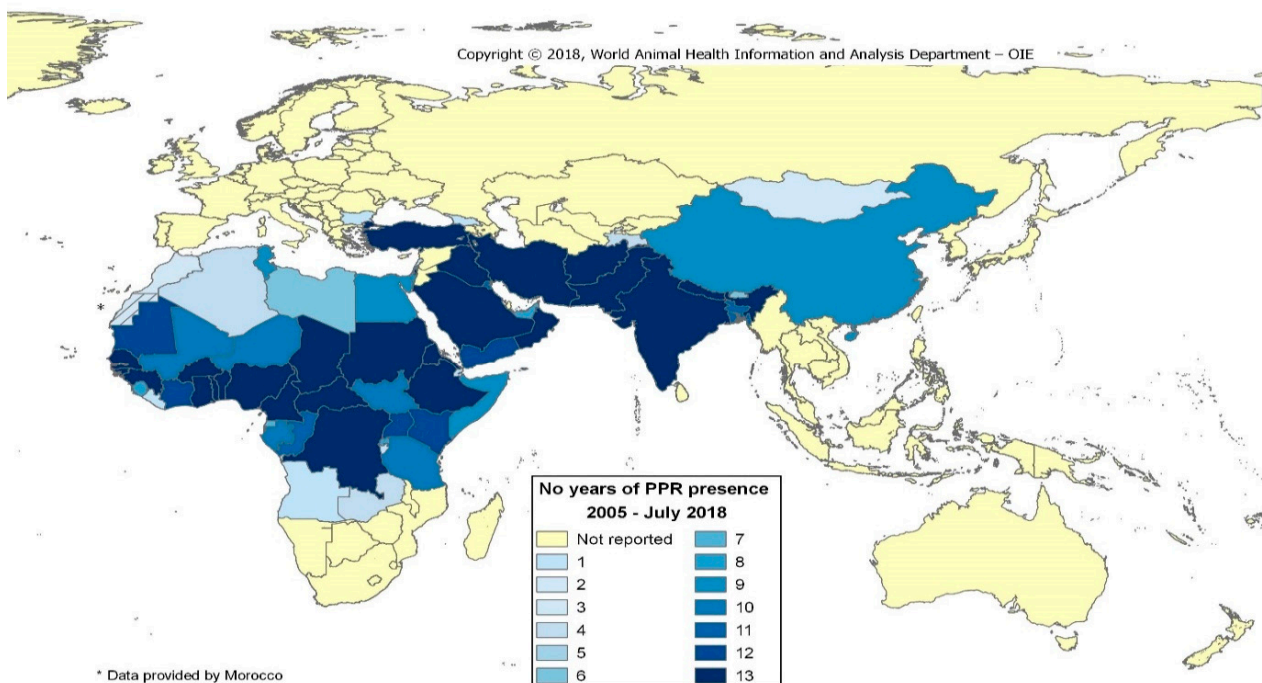 Copyright © 2018, World Animal Health Information and Analysis Department – OIE
*
No years of PPR presence
2005 - July 2018
Not reported
1
2
3
4
5
6
7
8
9
10
11
12
13
* Data provided by Morocco